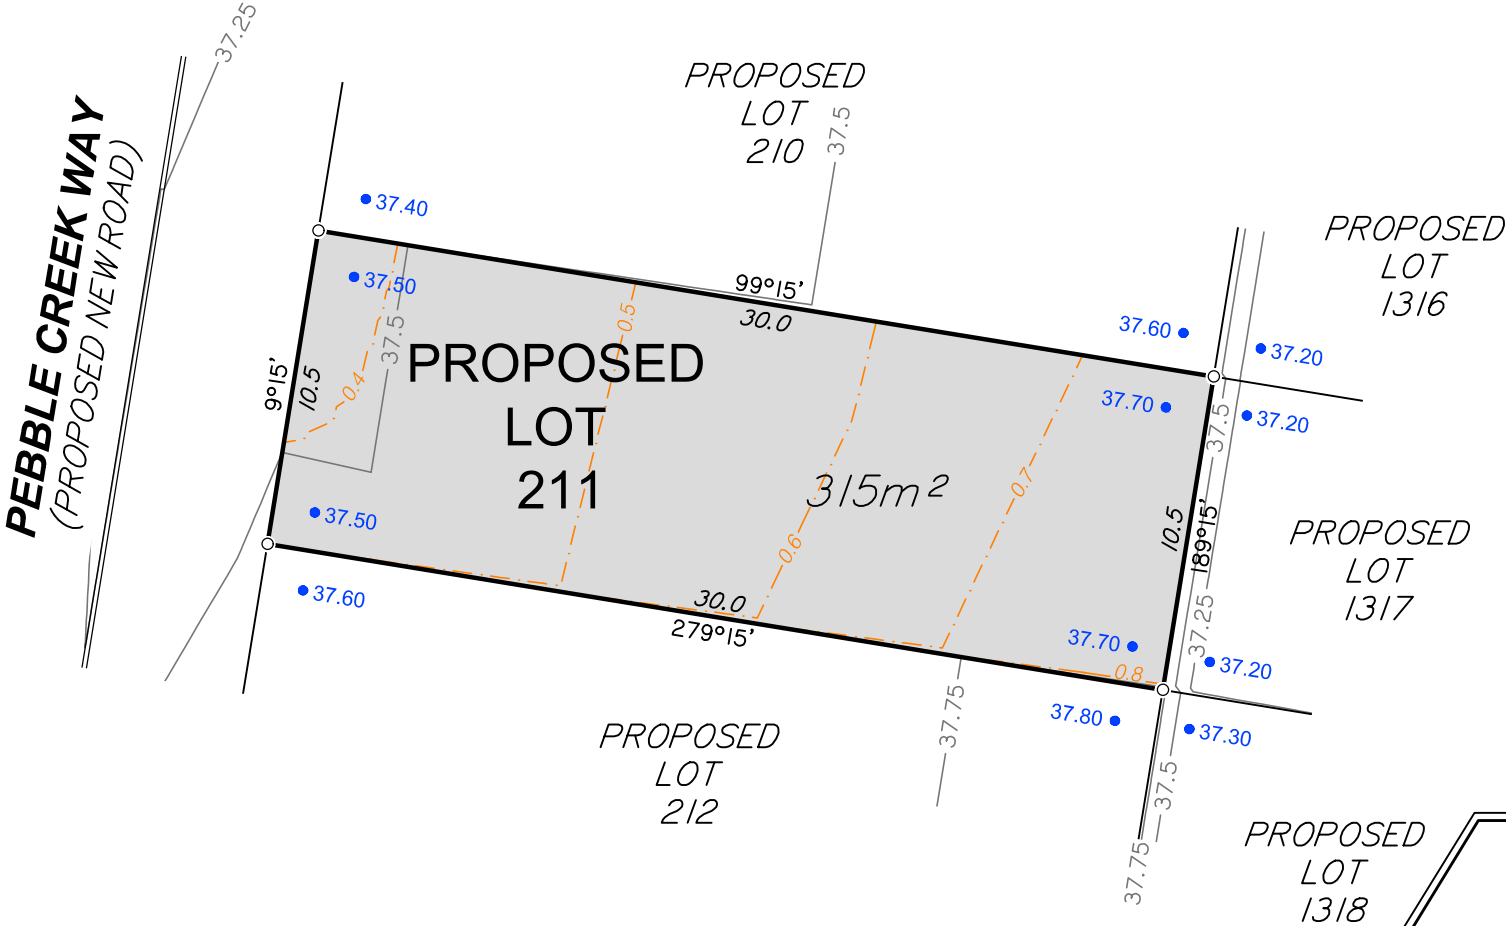 37.25
PEBBLE CREEK WAY
(PROPOSED NEW ROAD)
PROPOSED
LOT
210
37.5
37.40
37.50
99°15'
30.0
PROPOSED
LOT
1316
37.60
37.20
37.70
37.20
37.5
9°15'
10.5
0.4
37.5
0.5
PROPOSED
LOT
211
315m²
0.6
0.7
10.5
189°15'
PROPOSED
LOT
1317
37.50
37.60
30.0
279°15'
37.70
0.8
37.25
37.20
37.80
37.30
37.75
37.5
37.75
PROPOSED
LOT
212
PROPOSED
LOT
1318